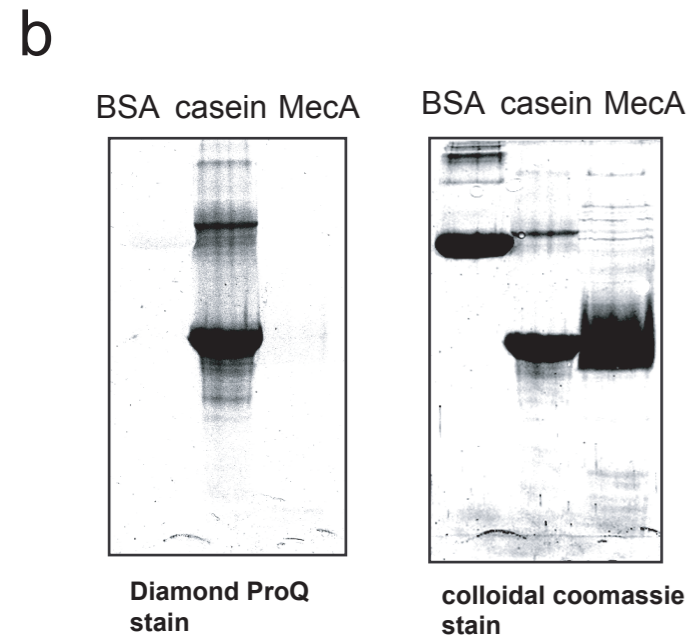 b
BSA casein MecA
BSA casein MecA
Diamond ProQ
stain
colloidal coomassie
stain